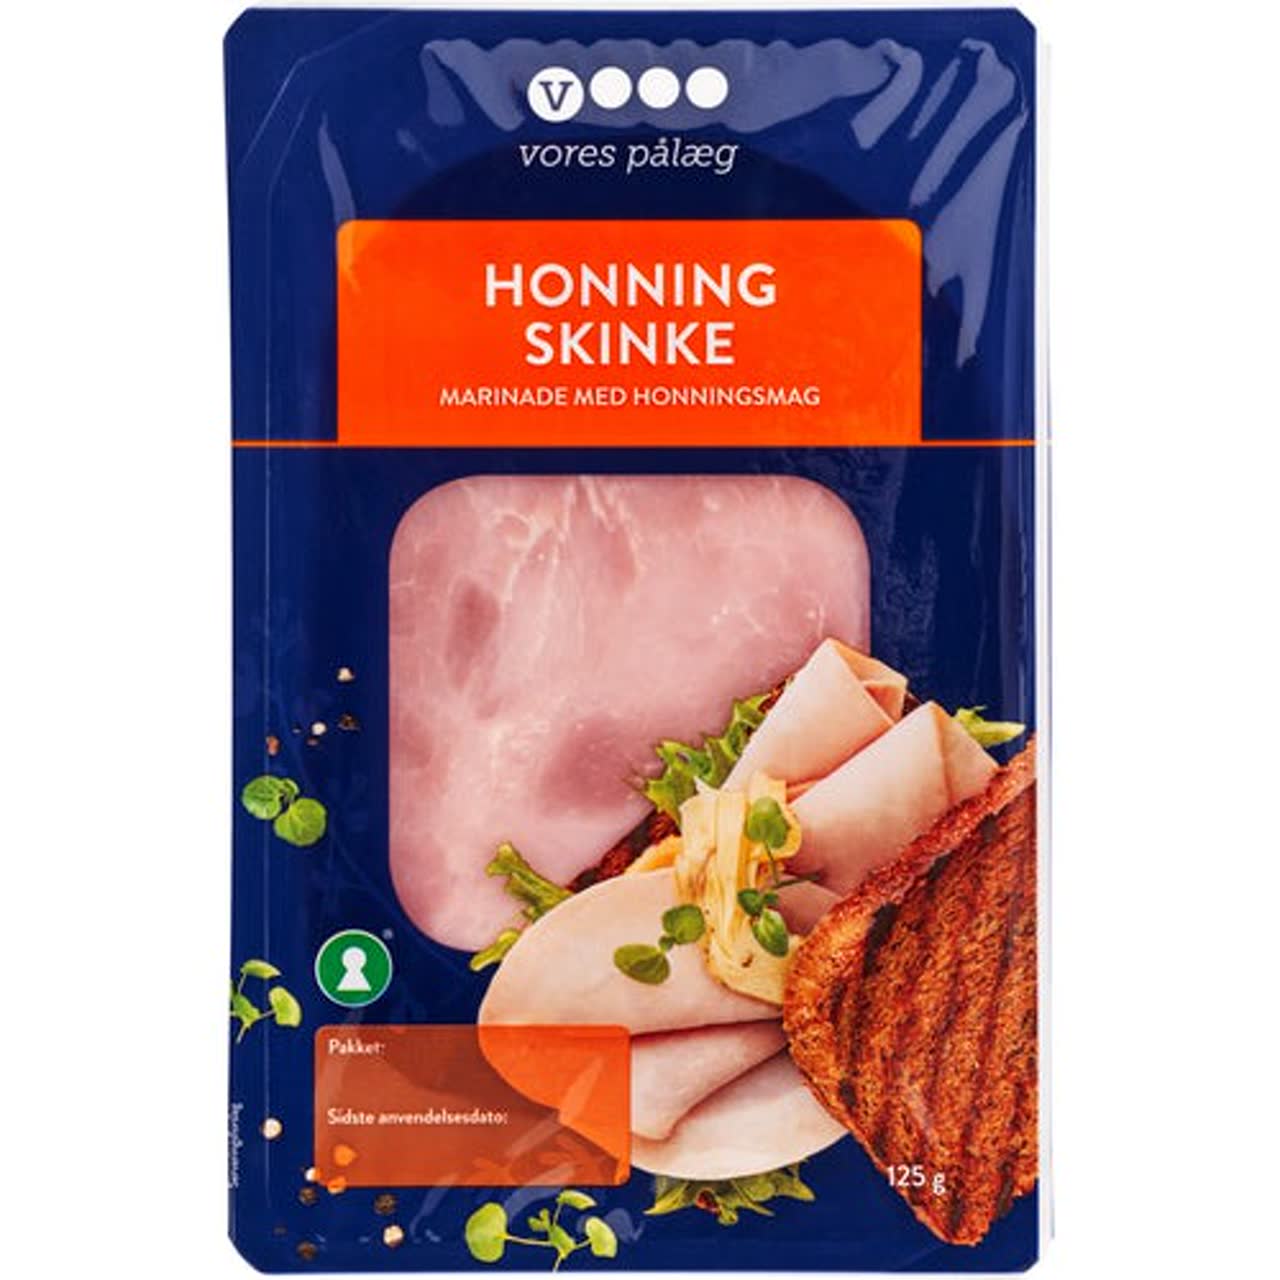 V
vores pålæg
HONNING
SKINKE
MARINADE MED HONNINGSMAG
Pakket:
Sidste anvendelsesdato:
125 g